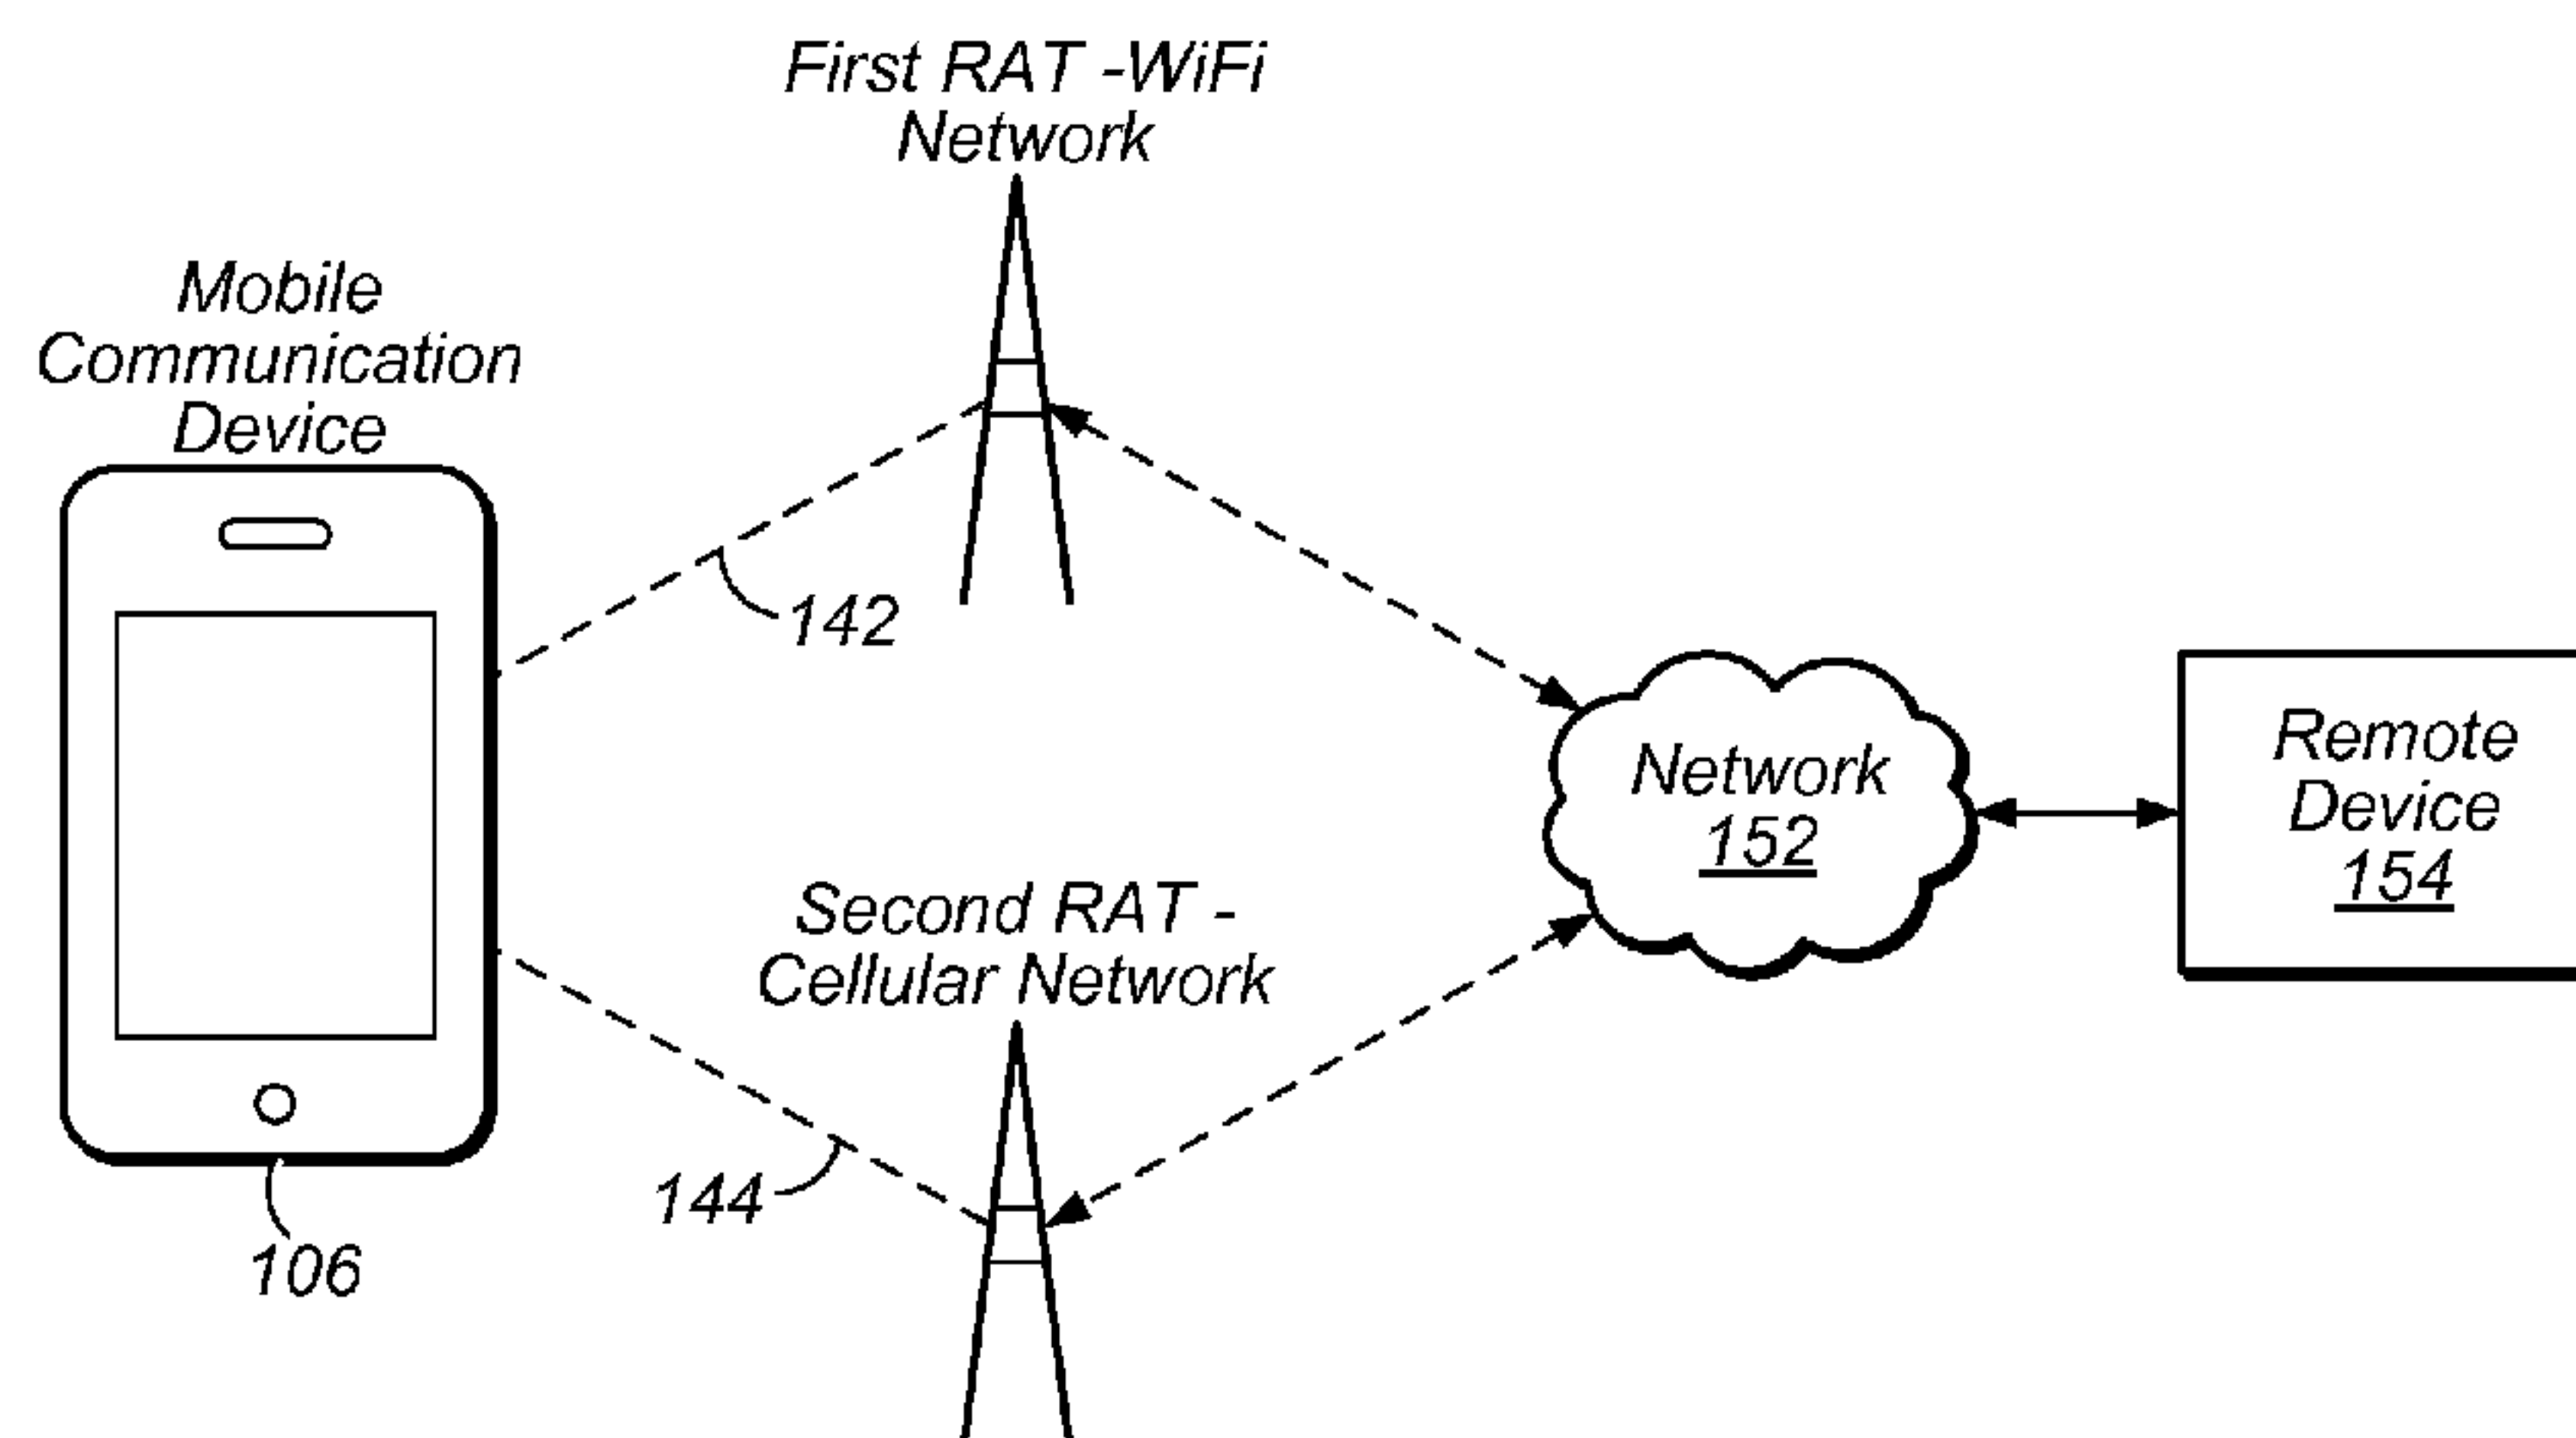 First RAT -WiFi
Network
Mobile
Communication
Device
142
Network
152
Remote
Device
154
Second RAT -
Cellular Network
144
106